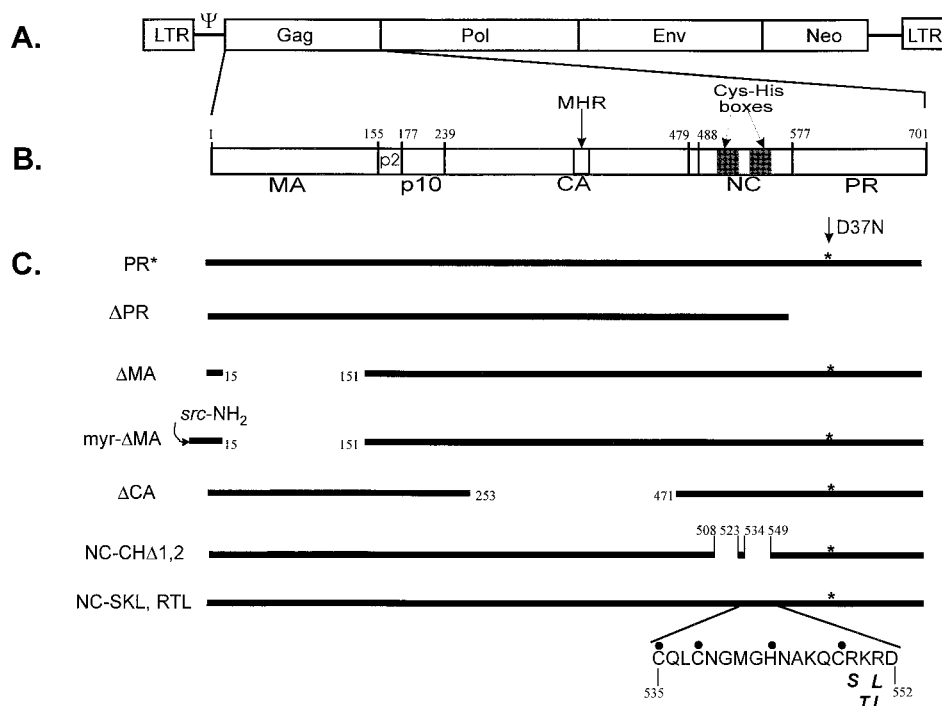 A.
LTR Ψ Gag Pol Env Neo LTR
Cys-His
boxes
MHR
1 155 177 239 479 488 577 701
B.
p2
MA p10 CA NC PR
D37N
C.
PR* *
ΔPR
ΔMA 15 151 *
src-NH2
myr-ΔMA 15 151 *
ΔCA 253 471 *
508 523 534 549
NC-CHΔ1,2 *
NC-SKL, RTL *
CQLCNGMGHNAKQCRKRD
S L
535 552
TL